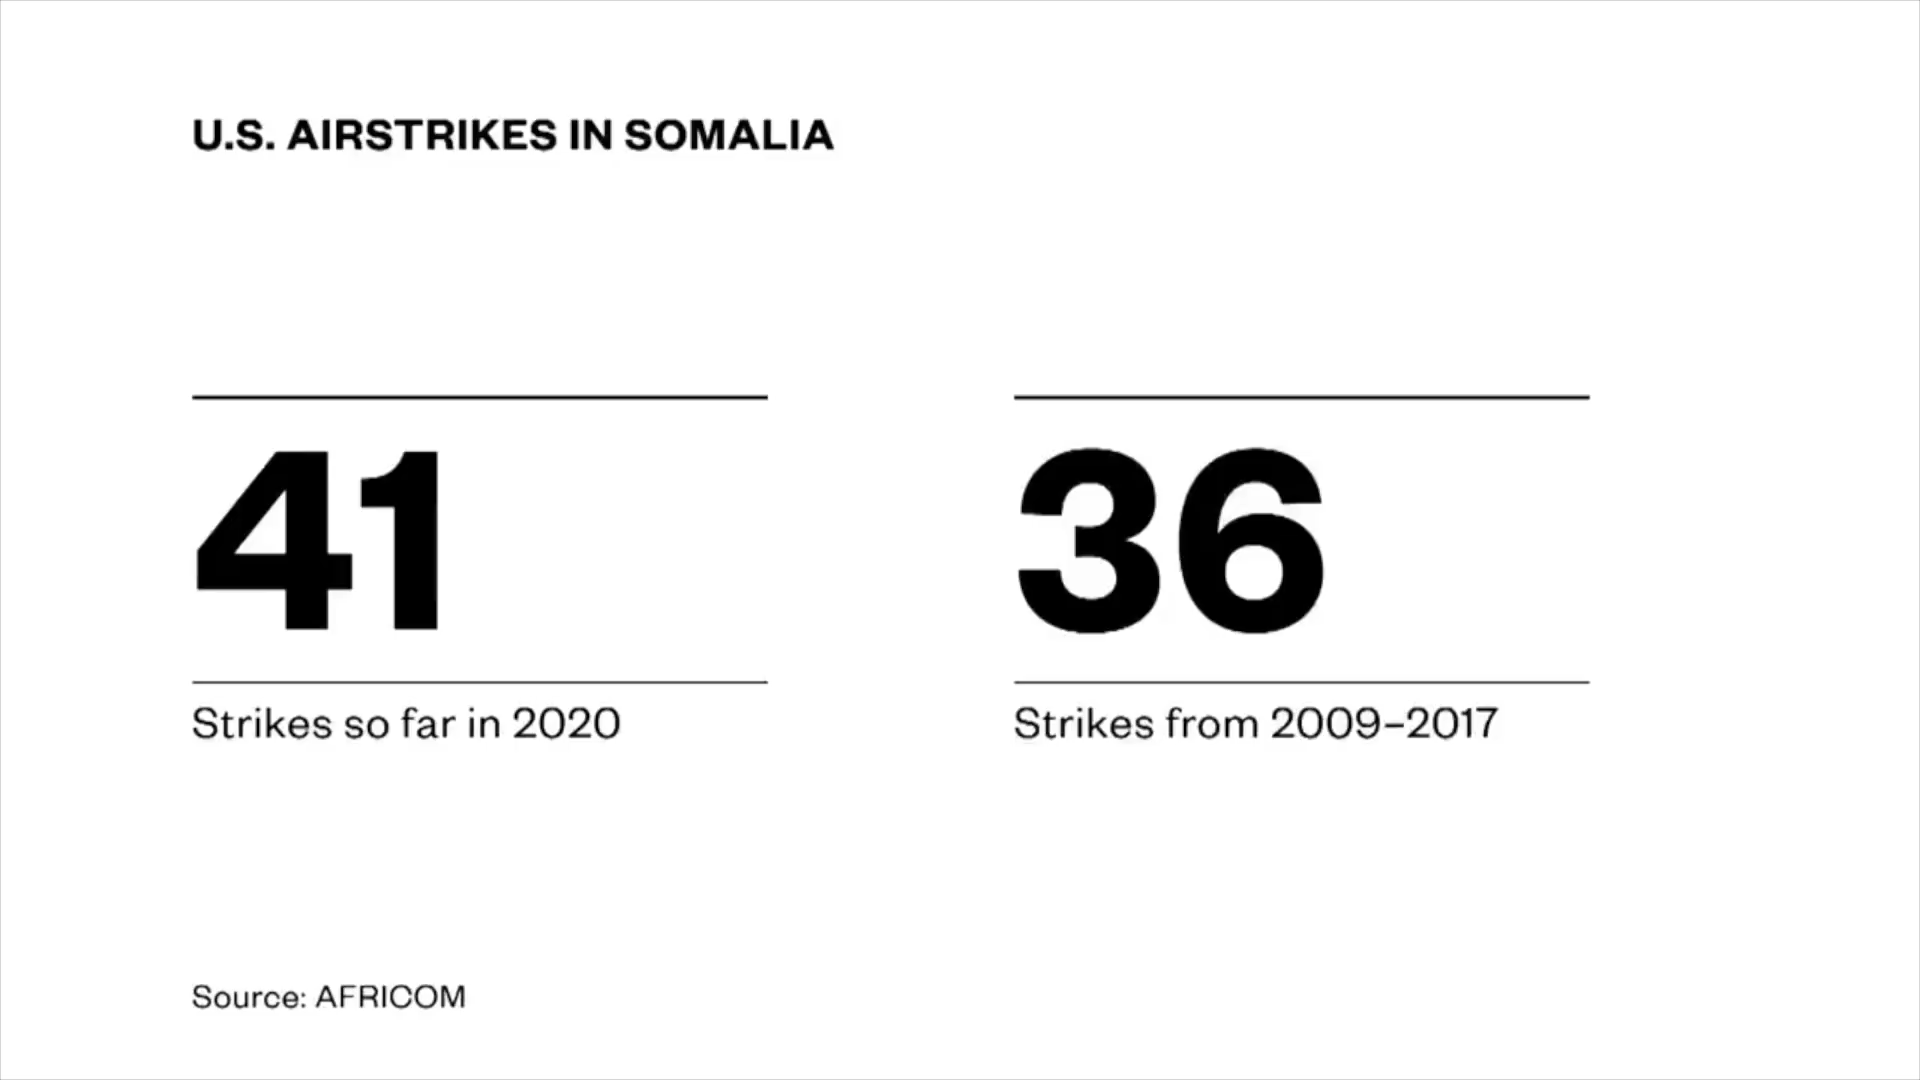 U.S. AIRSTRIKES IN SOMALIA
41
Strikes so far in 2020
36
Strikes from 2009–2017
Source: AFRICOM